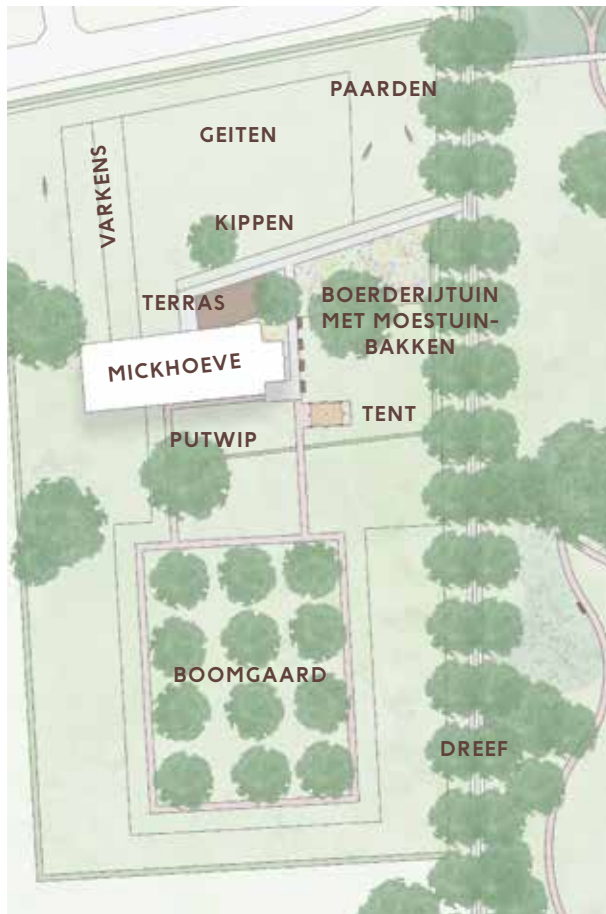 PAARDEN
GEITEN
VARKENS
KIPPEN
TERRAS
BOERDERIJTUIN
MET MOESTUIN-
BAKKEN
MICKHOEVE
TENT
PUTWIP
BOOMGAARD
DREEF